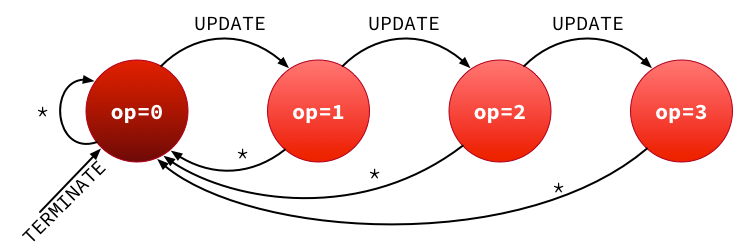 UPDATE UPDATE UPDATE
* op=0 op=1 op=2 op=3
*
*
*
TERMINATE